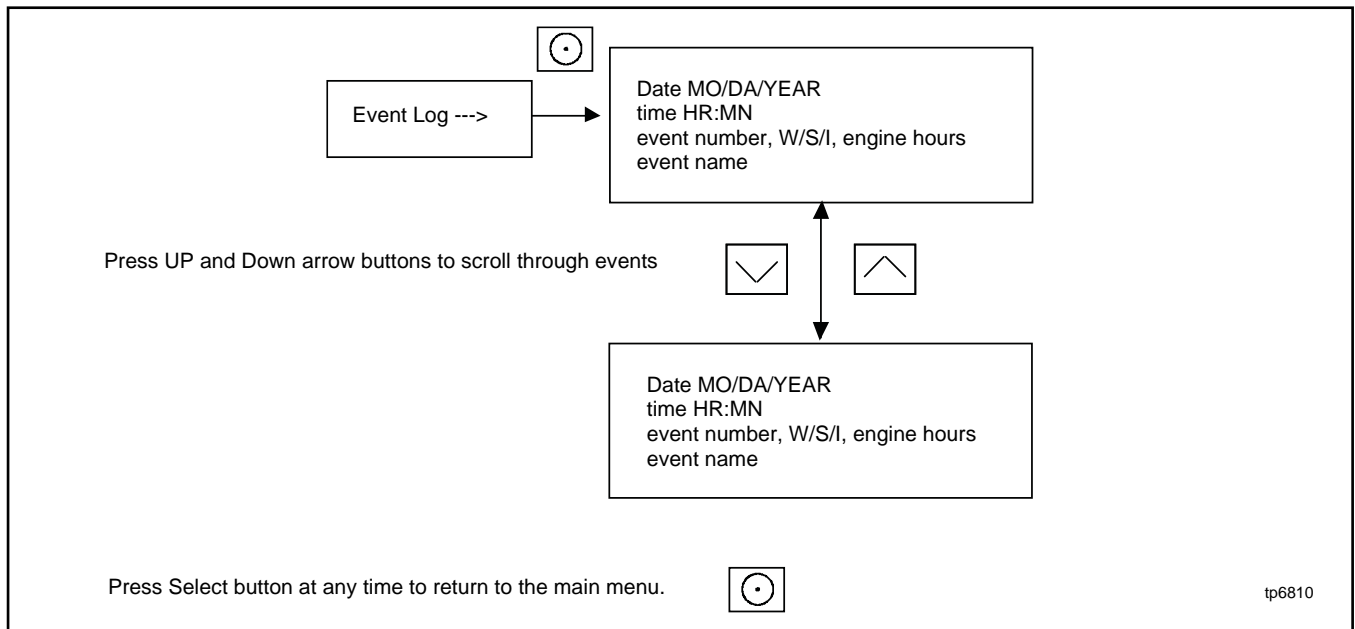 Event Log --->
Date MO/DA/YEAR
time HR:MN
event number, W/S/I, engine hours
event name
Press UP and Down arrow buttons to scroll through events
Date MO/DA/YEAR
time HR:MN
event number, W/S/I, engine hours
event name
Press Select button at any time to return to the main menu.
tp6810